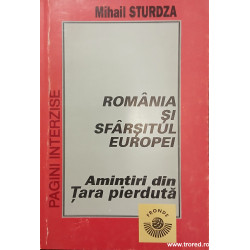 Mihail STURDZA
PAGINI INTERZISE
ROMÂNIA
ȘI
SFÂRȘITUL
EUROPEI
Amintiri din
Țara pierdută
FRONDE
www.trored.ro